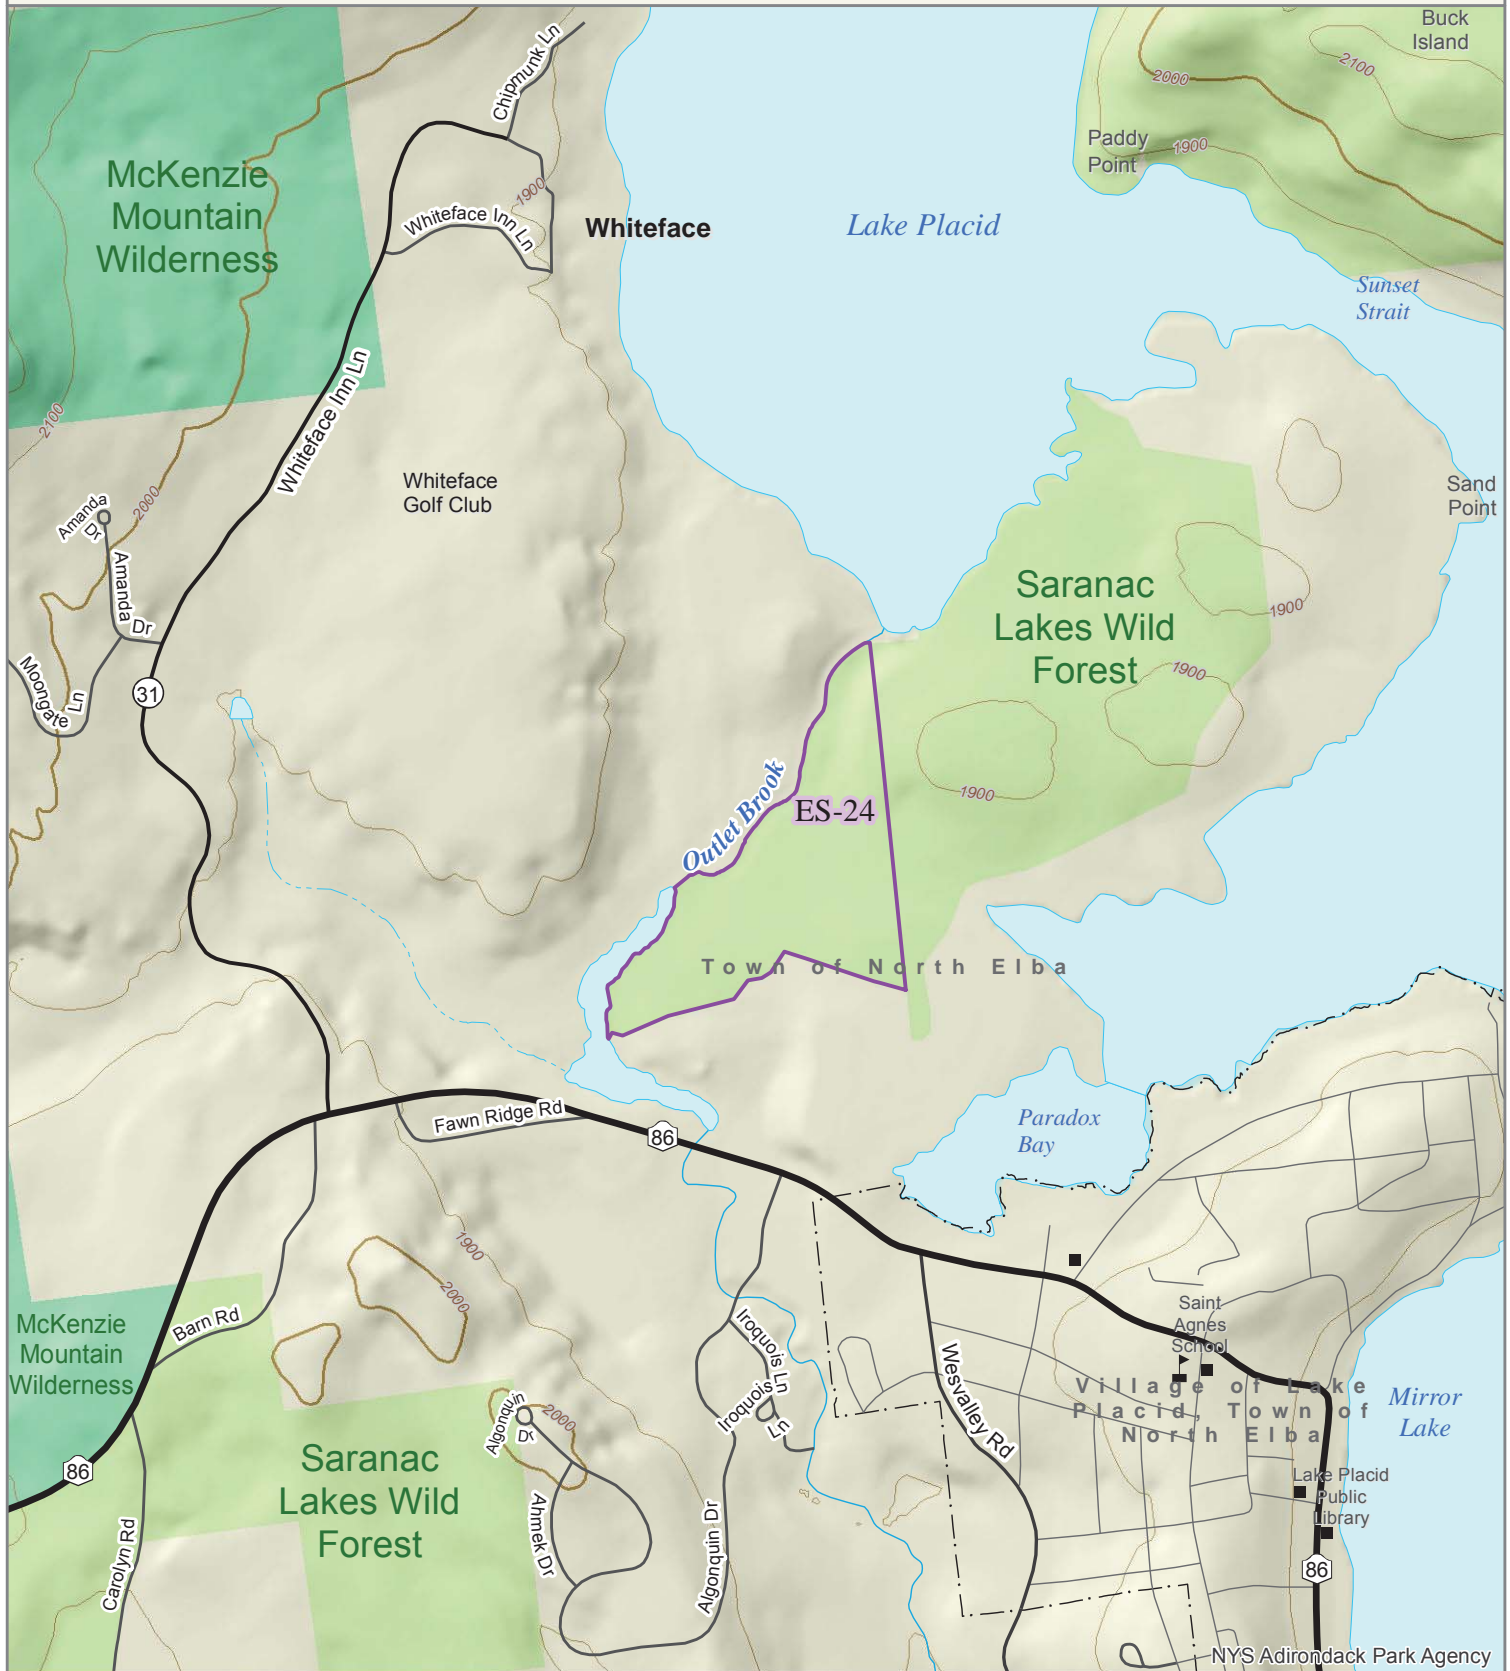 Buck
Island
Chipmunk Ln
2000
2100
Paddy
Point
1900
McKenzie
Mountain
Wilderness
1900
Whiteface Inn Ln
Whiteface
Lake Placid
Sunset
Strait
Whiteface Inn Ln
2100
2000
Whiteface
Golf Club
Sand
Point
Amanda
Dr
Amanda
Dr
Saranac
Lakes Wild
Forest
1900
1900
Moongate
Ln
31
Outlet Brook
ES-24
1900
Town of North Elba
Fawn Ridge Rd
86
Paradox
Bay
1900
2000
McKenzie
Mountain
Wilderness
Barn Rd
Iroquois Ln
Iroquois
Ln
Wesvalley Rd
Saint
Agnes
School
Village of Lake
Placid, Town of
North Elba
Mirror
Lake
Algonquin
Dr
2000
86
Saranac
Lakes Wild
Forest
Lake Placid
Public
Library
Carolyn Rd
Ahmek Dr
Algonquin Dr
86
NYS Adirondack Park Agency